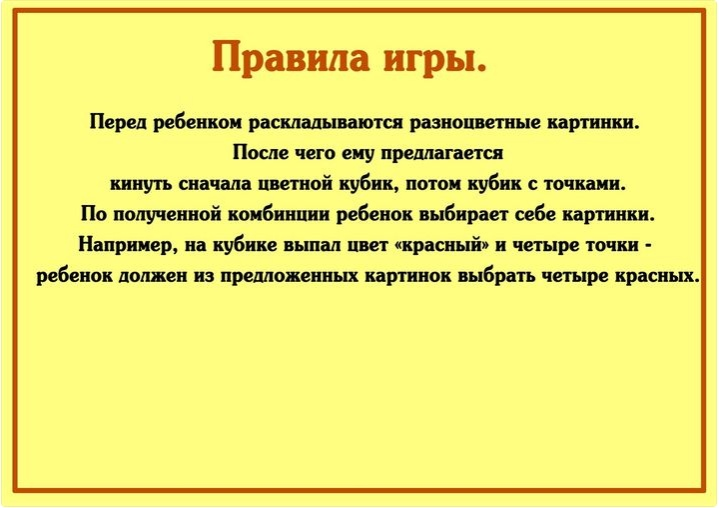 Правила игры.
Перед ребенком раскладываются разноцветные картинки.
После чего ему предлагается
кинуть сначала цветной кубик, потом кубик с точками.
По полученной комбинции ребенок выбирает себе картинки.
Например, на кубике выпал цвет «красный» и четыре точки -
ребенок должен из предложенных картинок выбрать четыре красных.